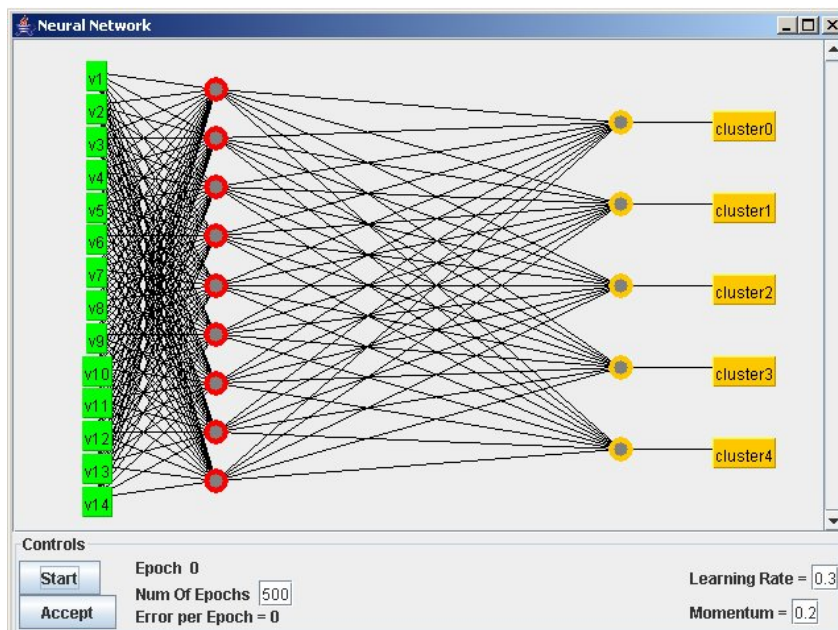 Neural Network
v1
v2
v3
v4
v5
v6
v7
v8
v9
v10
v11
v12
v13
v14
cluster0
cluster1
cluster2
cluster3
cluster4
Controls
Start
Accept
Epoch 0
Num Of Epochs 500
Error per Epoch = 0
Learning Rate = 0.3
Momentum = 0.2